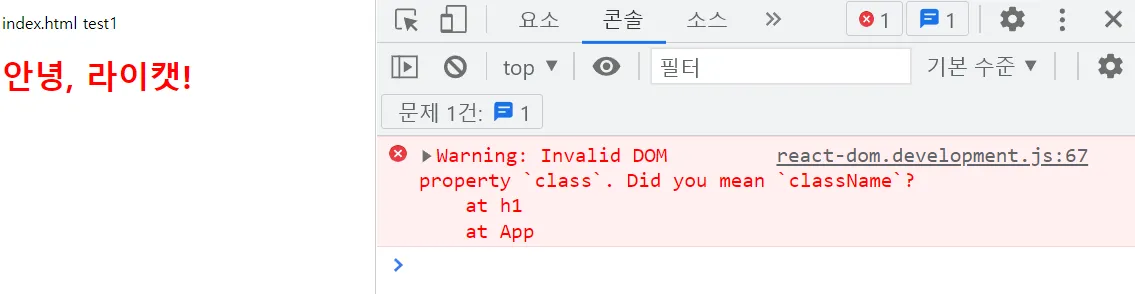 index.html test1
안녕, 라이캣!
요소 콘솔 소스 » 1 1
top ▼ 필터 기본 수준 ▼
문제 1건: 1
▶Warning: Invalid DOM react-dom.development.js:67
property `class`. Did you mean `className`?
at h1
at App
>